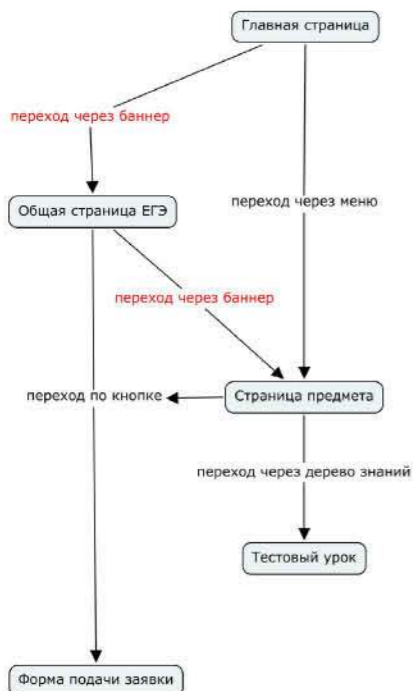 Главная страница
переход через баннер
Общая страница ЕГЭ
переход через меню
переход через баннер
переход по кнопке
Страница предмета
переход через дерево знаний
Тестовый урок
Форма подачи заявки